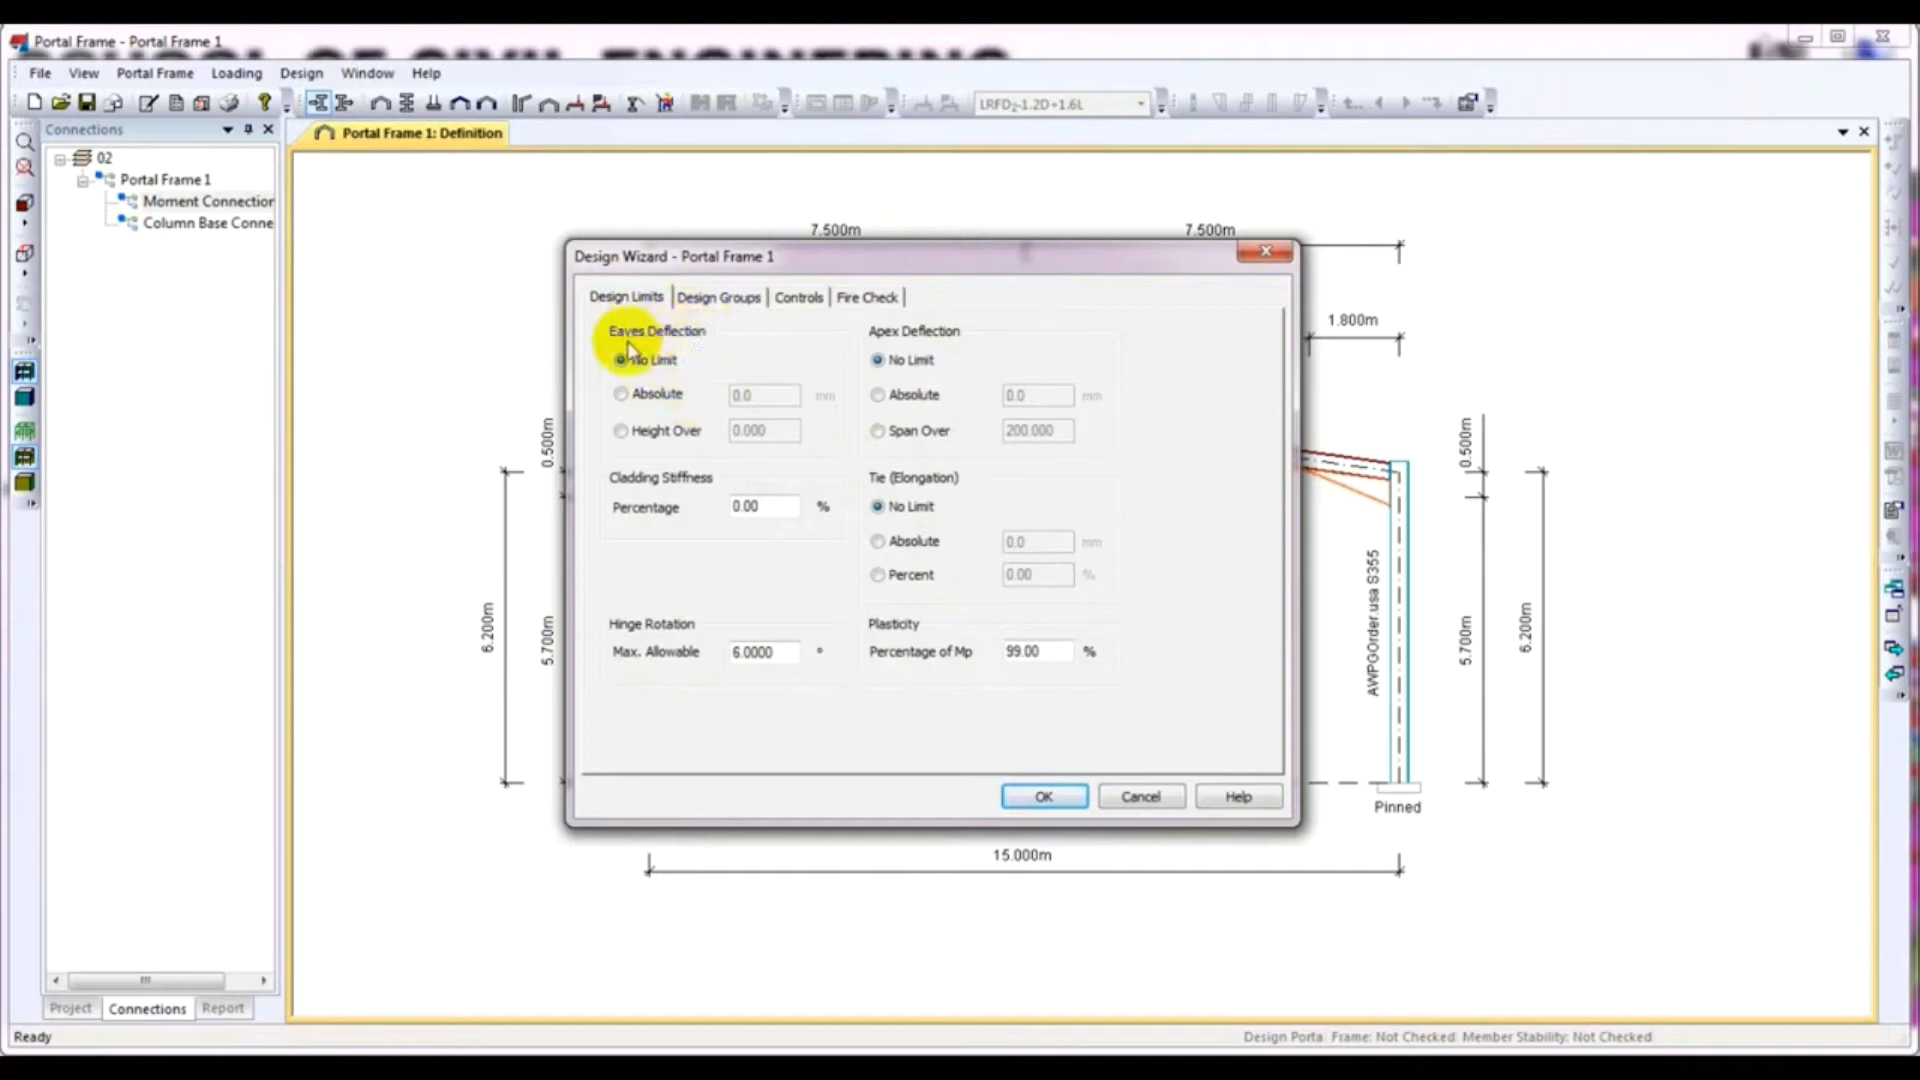 Portal Frame - Portal Frame 1
File View Portal Frame Loading Design Window Help
LRFD2-1.2D+1.6L
Connections
Portal Frame 1: Definition
02
Portal Frame 1
Moment Connection
Column Base Conne
7.500m 7.500m
1.800m
Design Wizard - Portal Frame 1
Design Limits Design Groups Controls Fire Check
Eaves Deflection
No Limit
Absolute 0.0 mm
Height Over 0.000
Apex Deflection
No Limit
Absolute 0.0 mm
Span Over 200.000
Cladding Stiffness
Percentage 0.00 %
Tie (Elongation)
No Limit
Absolute 0.0 mm
Percent 0.00 %
Hinge Rotation
Max. Allowable 6.0000 °
Plasticity
Percentage of Mp 99.00 %
OK Cancel Help
0.500m
6.200m
5.700m
AWPGOrder.usa S355
0.500m
5.700m
6.200m
Pinned
15.000m
Project Connections Report
Ready
Design Porta Frame: Not Checked Member Stability: Not Checked